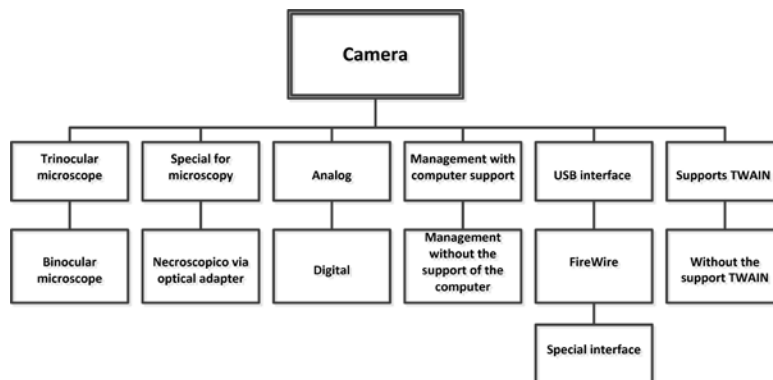 Camera
Trinocular
microscope
Special for
microscopy
Analog
Management with
computer support
USB interface
Supports TWAIN
Binocular
microscope
Necroscopico via
optical adapter
Digital
Management
without the
support of the
computer
FireWire
Without the
support TWAIN
Special interface